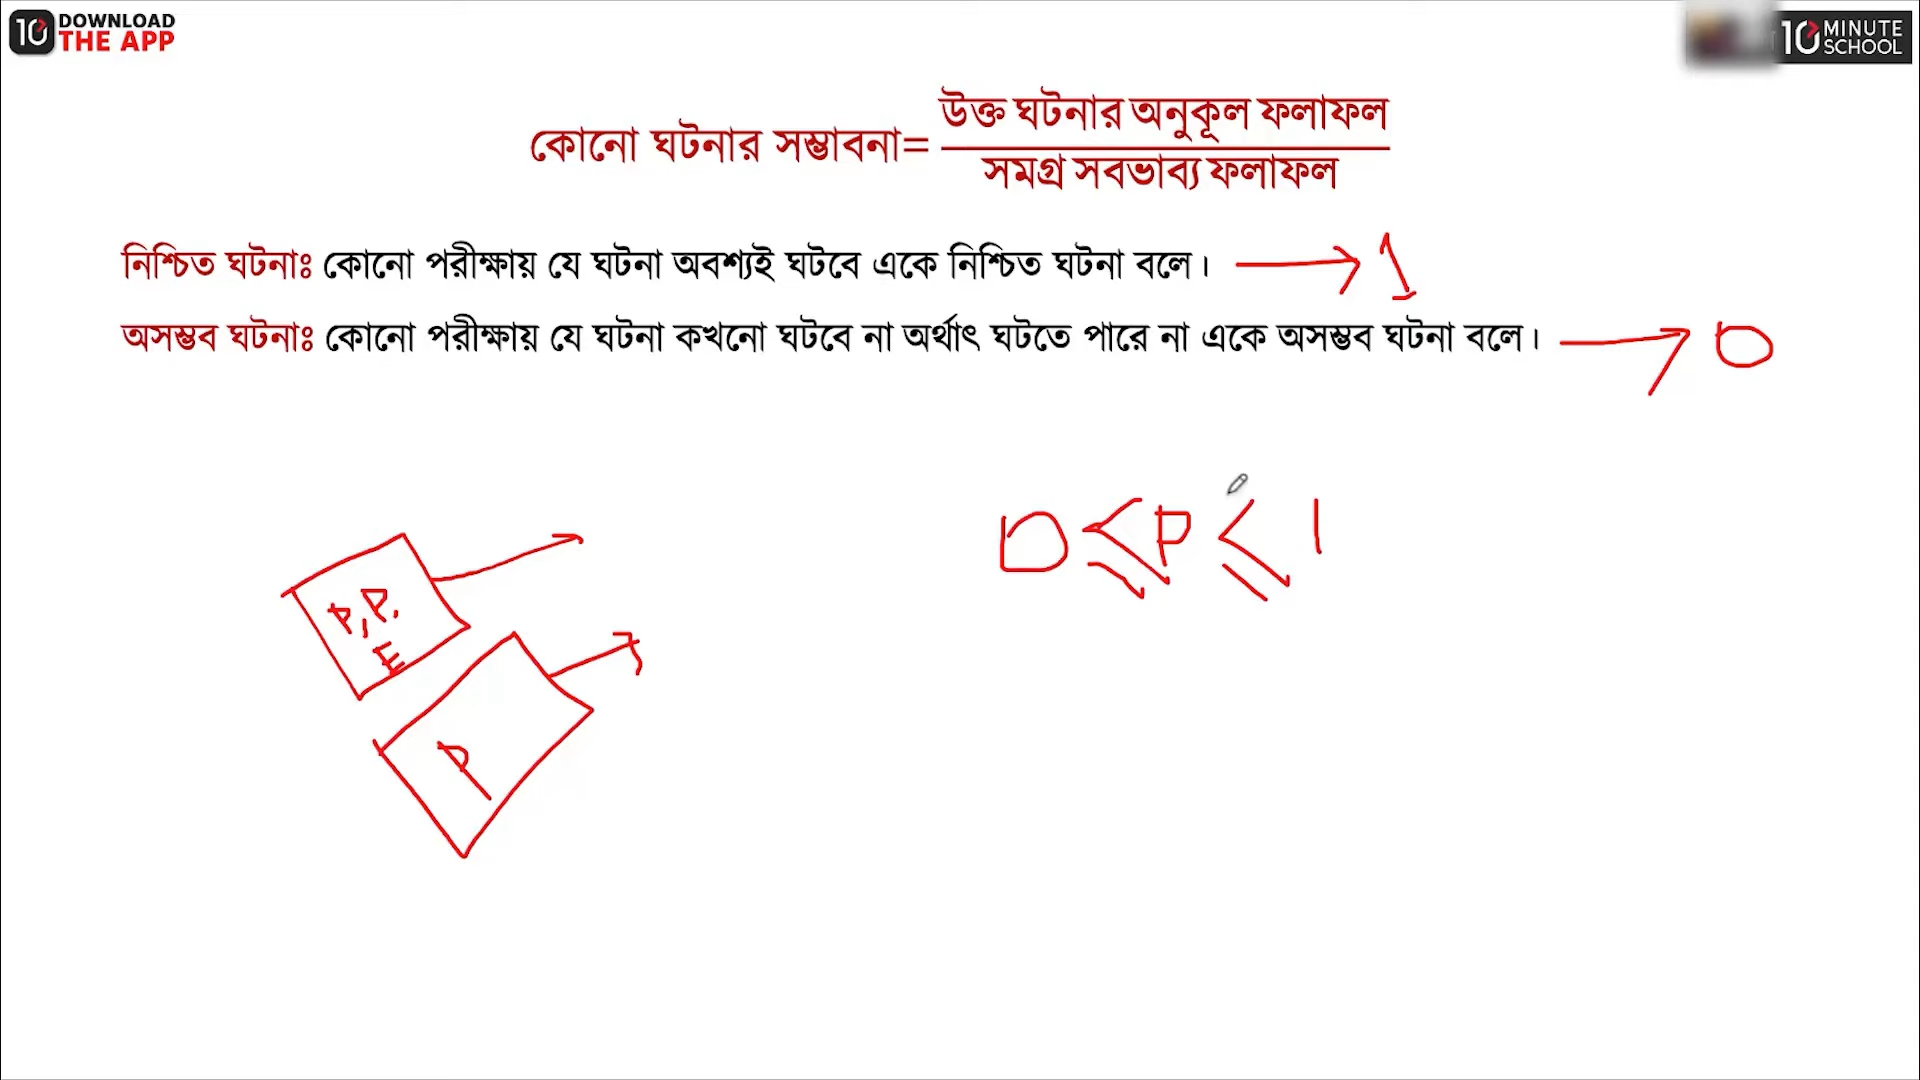 10 DOWNLOAD
THE APP
10 MINUTE
SCHOOL
কোনো ঘটনার সম্ভাবনা= উক্ত ঘটনার অনুকূল ফলাফল
সমগ্র সবভাব্য ফলাফল
নিশ্চিত ঘটনাঃ কোনো পরীক্ষায় যে ঘটনা অবশ্যই ঘটবে একে নিশ্চিত ঘটনা বলে। → 1
অসম্ভব ঘটনাঃ কোনো পরীক্ষায় যে ঘটনা কখনো ঘটবে না অর্থাৎ ঘটতে পারে না একে অসম্ভব ঘটনা বলে। → 0
0 ≤ P ≤ 1
P, P,
E
P